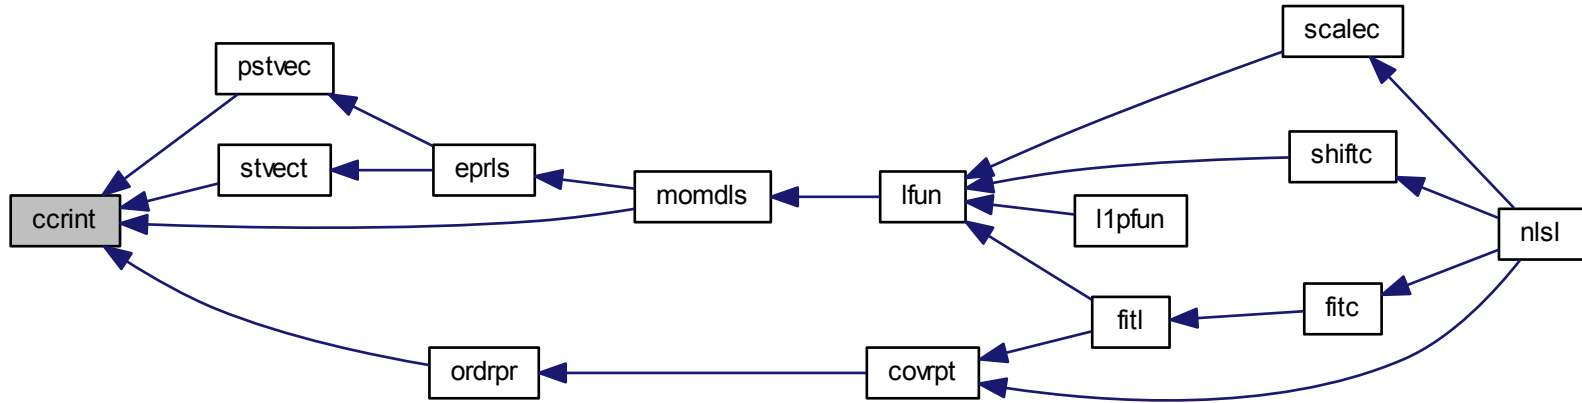 ccrint
pstvec
stvect
eprls
momdls
lfun
scalec
shiftc
l1pfun
nlsl
fitl
fitc
ordrpr
covrpt